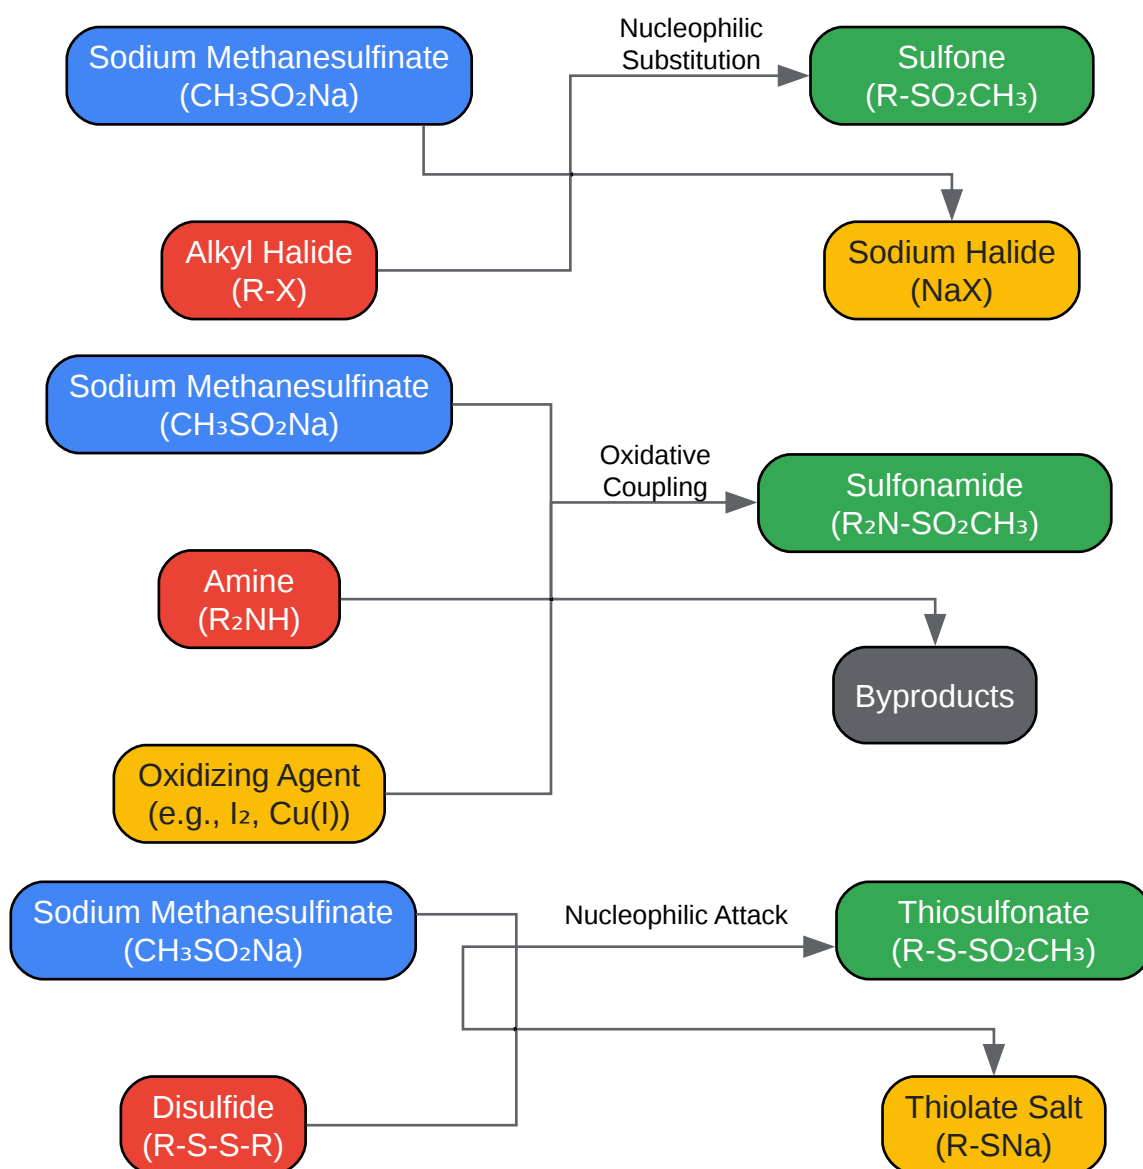 Sodium Methanesulfinate
(CH₃SO₂Na)
Nucleophilic
Substitution
Sulfone
(R-SO₂CH₃)
Alkyl Halide
(R-X)
Sodium Halide
(NaX)
Sodium Methanesulfinate
(CH₃SO₂Na)
Oxidative
Coupling
Sulfonamide
(R₂N-SO₂CH₃)
Amine
(R₂NH)
Byproducts
Oxidizing Agent
(e.g., I₂, Cu(I))
Sodium Methanesulfinate
(CH₃SO₂Na)
Nucleophilic Attack
Thiosulfonate
(R-S-SO₂CH₃)
Disulfide
(R-S-S-R)
Thiolate Salt
(R-SNa)